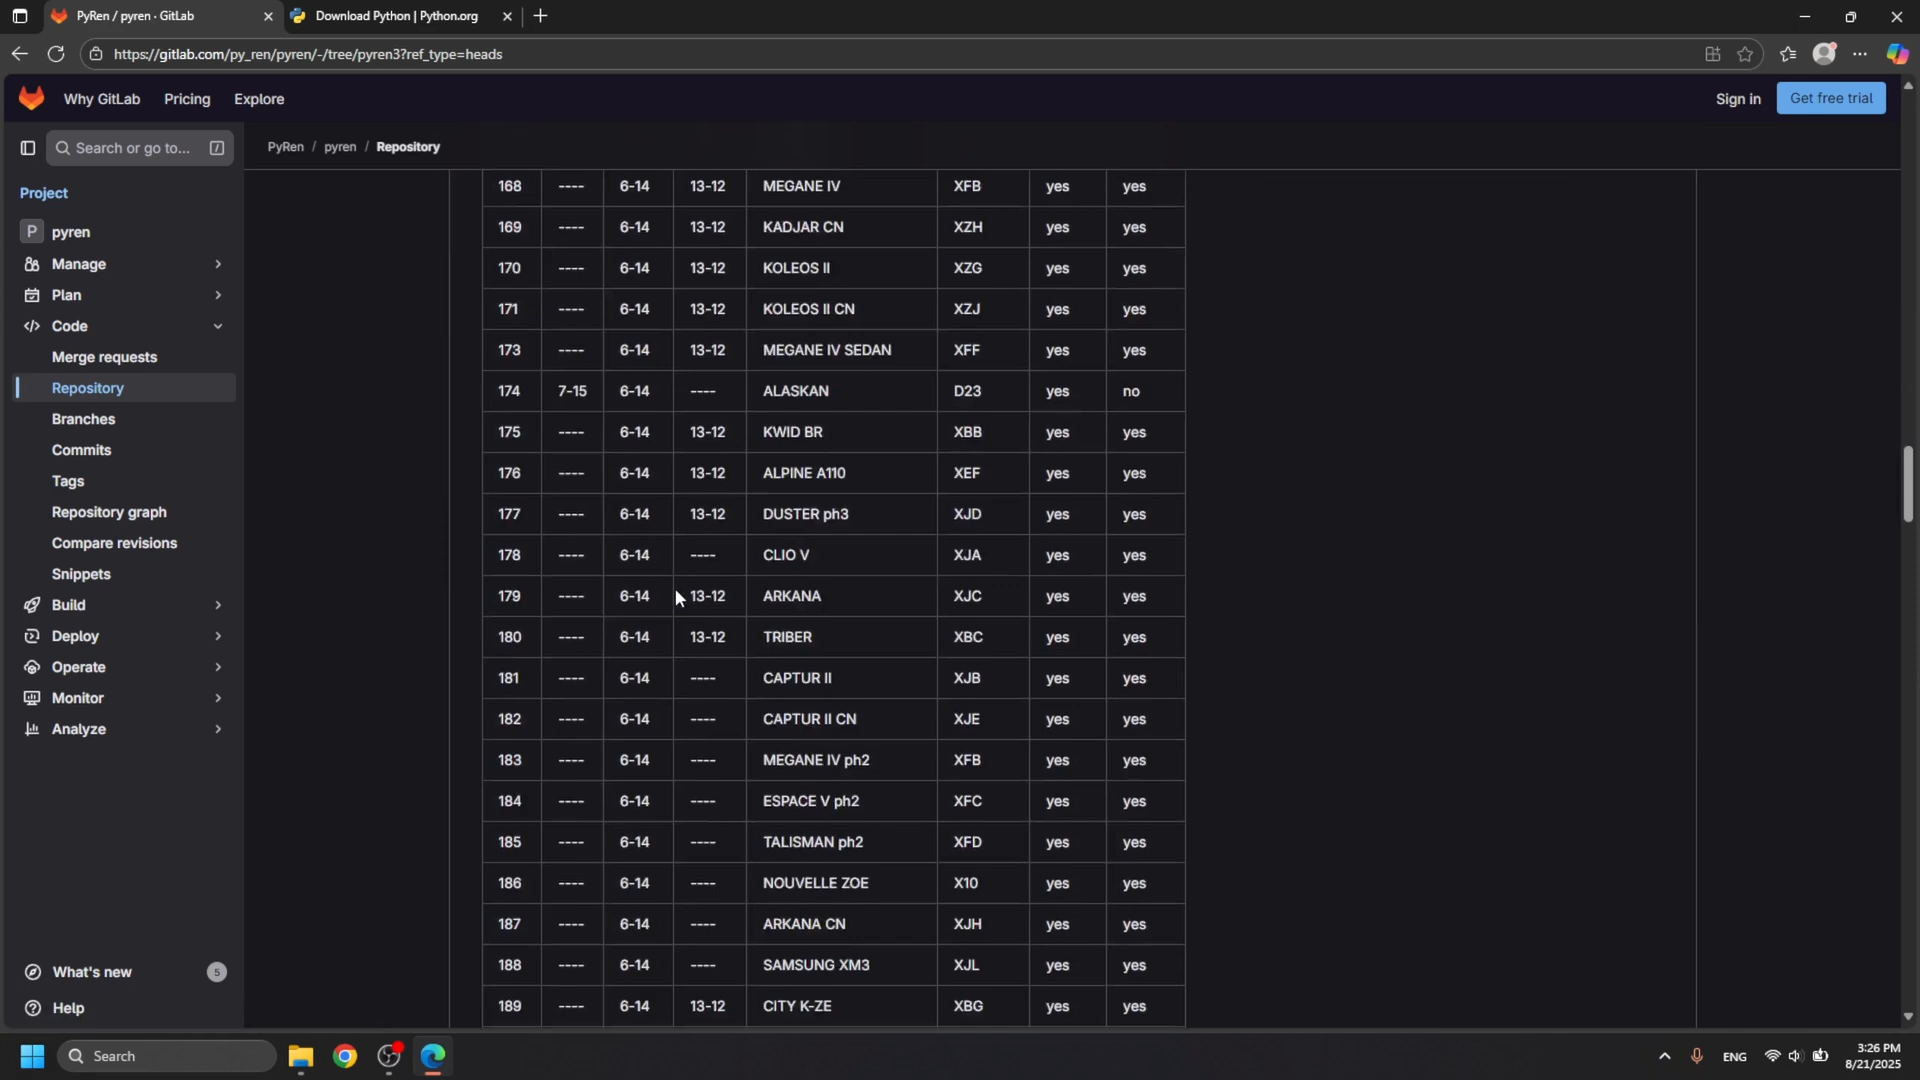 PyRen / pyren · GitLab
Download Python | Python.org
https://gitlab.com/py_ren/pyren/-/tree/pyren3?ref_type=heads
Why GitLab Pricing Explore Sign in Get free trial
Search or go to... /
PyRen / pyren / Repository
Project
P pyren
Manage
Plan
Code
Merge requests
Repository
Branches
Commits
Tags
Repository graph
Compare revisions
Snippets
Build
Deploy
Operate
Monitor
Analyze
What's new 5
Help
168 ---- 6-14 13-12 MEGANE IV XFB yes yes
169 ---- 6-14 13-12 KADJAR CN XZH yes yes
170 ---- 6-14 13-12 KOLEOS II XZG yes yes
171 ---- 6-14 13-12 KOLEOS II CN XZJ yes yes
173 ---- 6-14 13-12 MEGANE IV SEDAN XFF yes yes
174 7-15 6-14 ---- ALASKAN D23 yes no
175 ---- 6-14 13-12 KWID BR XBB yes yes
176 ---- 6-14 13-12 ALPINE A110 XEF yes yes
177 ---- 6-14 13-12 DUSTER ph3 XJD yes yes
178 ---- 6-14 ---- CLIO V XJA yes yes
179 ---- 6-14 13-12 ARKANA XJC yes yes
180 ---- 6-14 13-12 TRIBER XBC yes yes
181 ---- 6-14 ---- CAPTUR II XJB yes yes
182 ---- 6-14 ---- CAPTUR II CN XJE yes yes
183 ---- 6-14 ---- MEGANE IV ph2 XFB yes yes
184 ---- 6-14 ---- ESPACE V ph2 XFC yes yes
185 ---- 6-14 ---- TALISMAN ph2 XFD yes yes
186 ---- 6-14 ---- NOUVELLE ZOE X10 yes yes
187 ---- 6-14 ---- ARKANA CN XJH yes yes
188 ---- 6-14 ---- SAMSUNG XM3 XJL yes yes
189 ---- 6-14 13-12 CITY K-ZE XBG yes yes
Search
ENG
3:26 PM
8/21/2025